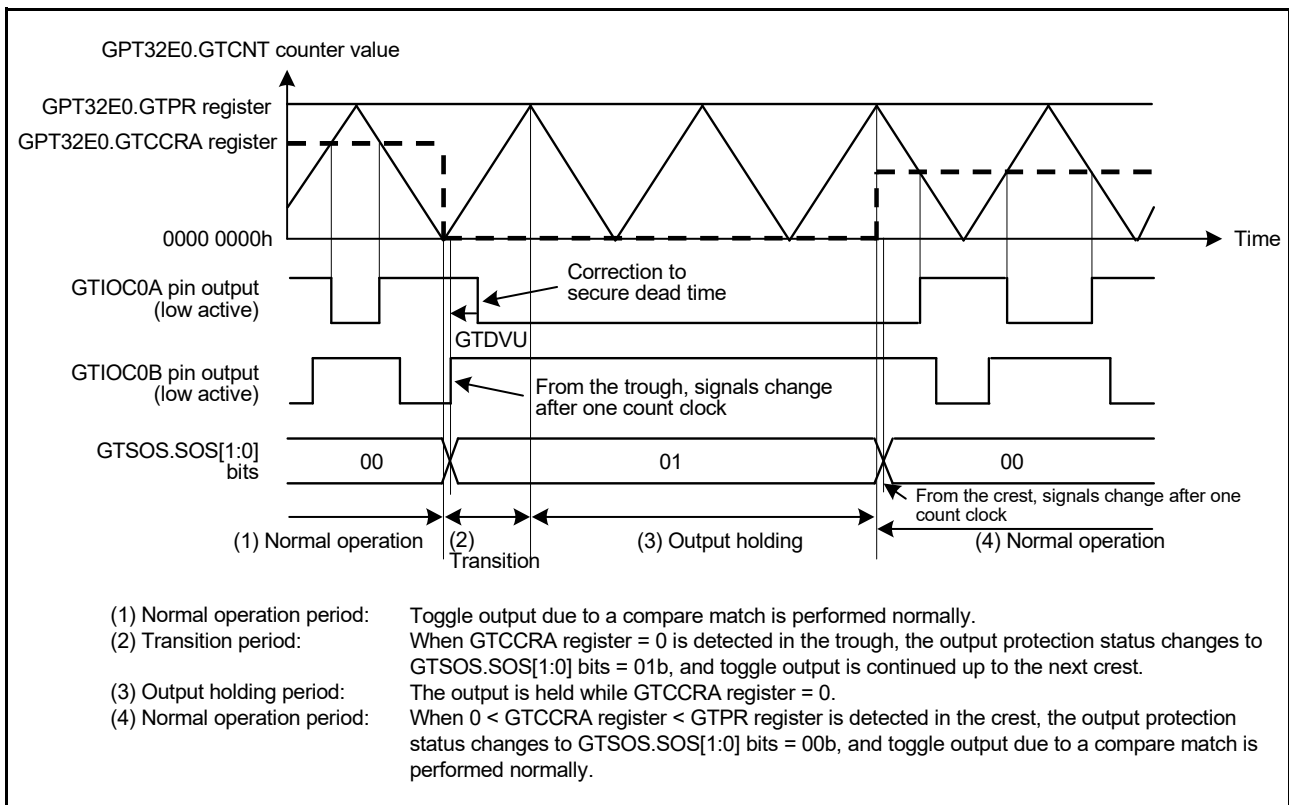 GPT32E0.GTCNT counter value
GPT32E0.GTPR register
GPT32E0.GTCCRA register
0000 0000h
Time
GTIOC0A pin output
(low active)
Correction to
secure dead time
GTDVU
GTIOC0B pin output
(low active)
From the trough, signals change
after one count clock
GTSOS.SOS[1:0]
bits
00
01
00
From the crest, signals change after one
count clock
(1) Normal operation
(2)
Transition
(3) Output holding
(4) Normal operation
(1) Normal operation period: Toggle output due to a compare match is performed normally.
(2) Transition period: When GTCCRA register = 0 is detected in the trough, the output protection status changes to
GTSOS.SOS[1:0] bits = 01b, and toggle output is continued up to the next crest.
(3) Output holding period: The output is held while GTCCRA register = 0.
(4) Normal operation period: When 0 < GTCCRA register < GTPR register is detected in the crest, the output protection
status changes to GTSOS.SOS[1:0] bits = 00b, and toggle output due to a compare match is
performed normally.